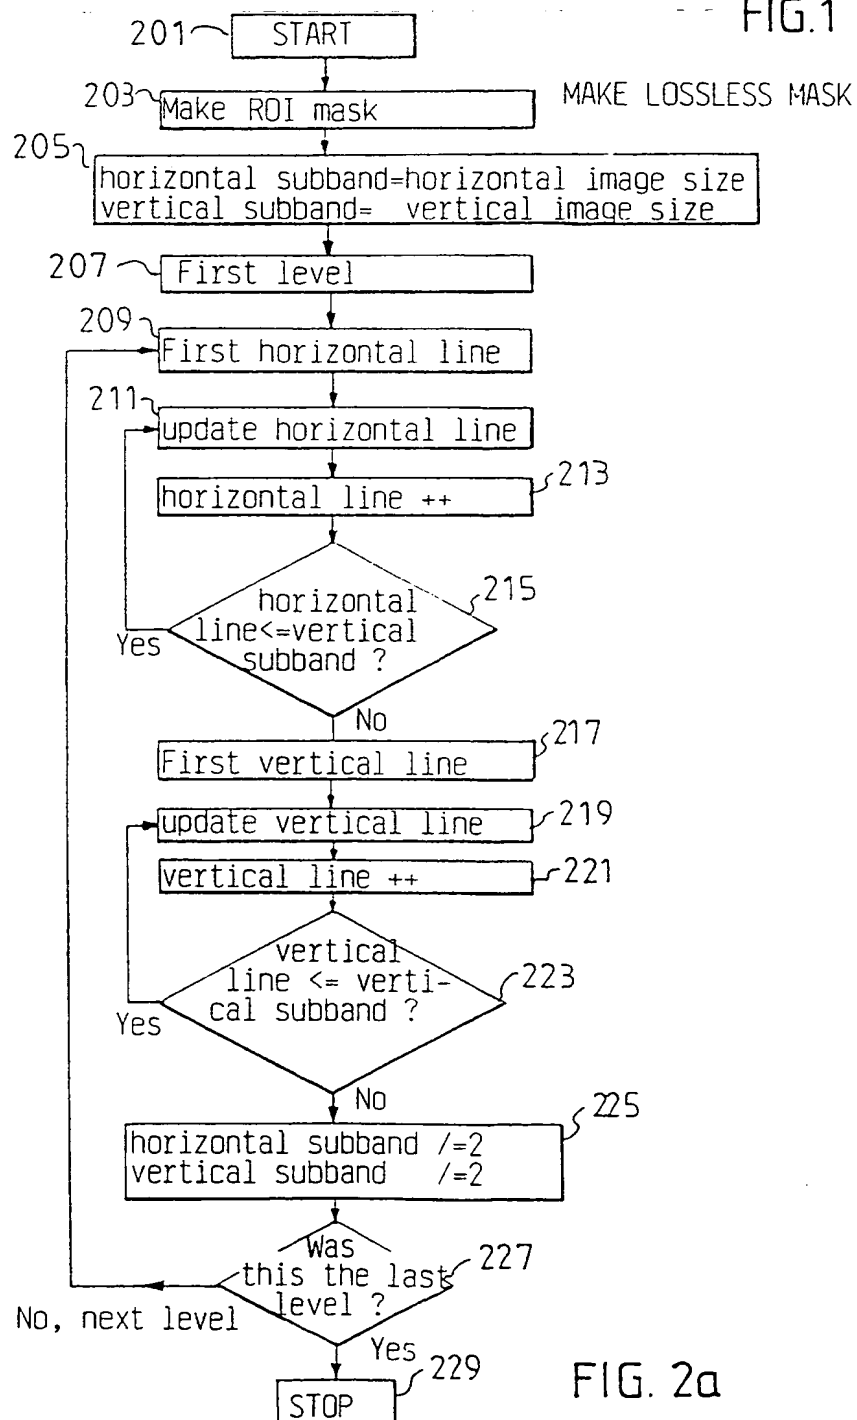 FIG.1
201 START
203 Make ROI mask MAKE LOSSLESS MASK
205
horizontal subband=horizontal image size
vertical subband= vertical image size
207 First level
209
First horizontal line
211
update horizontal line
213
horizontal line ++
215
horizontal
line<=vertical
subband ?
Yes
No
217
First vertical line
219
update vertical line
221
vertical line ++
vertical
line <= verti-
cal subband ?
223
Yes
No
225
horizontal subband /=2
vertical subband /=2
Was
this the last
level ?
227
No, next level
Yes
229
STOP
FIG. 2a